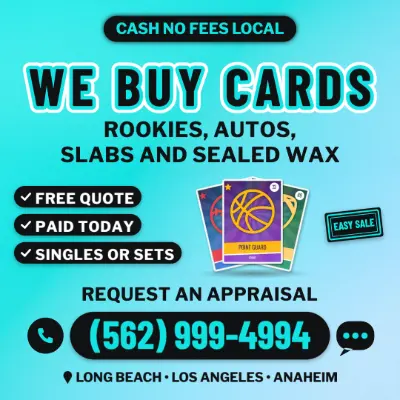 CASH NO FEES LOCAL
WE BUY CARDS
ROOKIES, AUTOS,
SLABS AND SEALED WAX
FREE QUOTE
PAID TODAY
SINGLES OR SETS
POINT GUARD
EASY SALE
REQUEST AN APPRAISAL
(562) 999-4994
LONG BEACH • LOS ANGELES • ANAHEIM